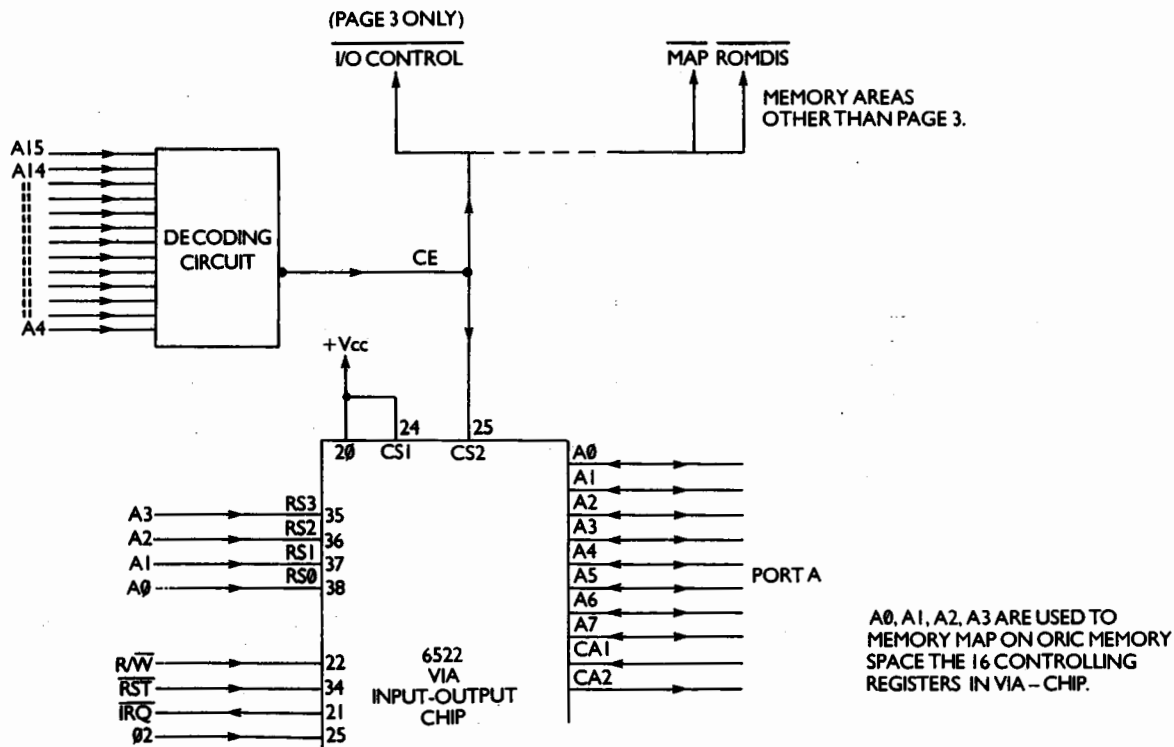 (PAGE 3 ONLY)
I/O CONTROL
MAP ROMDIS
MEMORY AREAS
OTHER THAN PAGE 3.
A15
A14
A4
DECODING
CIRCUIT
CE
+Vcc
24
25
20
CS1
CS2
A3
RS3
35
A2
RS2
36
A1
RS1
37
A0
RS0
38
R/W
22
RST
34
IRQ
21
02
25
6522
VIA
INPUT-OUTPUT
CHIP
A0
A1
A2
A3
A4
A5
A6
A7
CA1
CA2
PORT A
A0, A1, A2, A3 ARE USED TO
MEMORY MAP ON ORIC MEMORY
SPACE THE 16 CONTROLLING
REGISTERS IN VIA – CHIP.